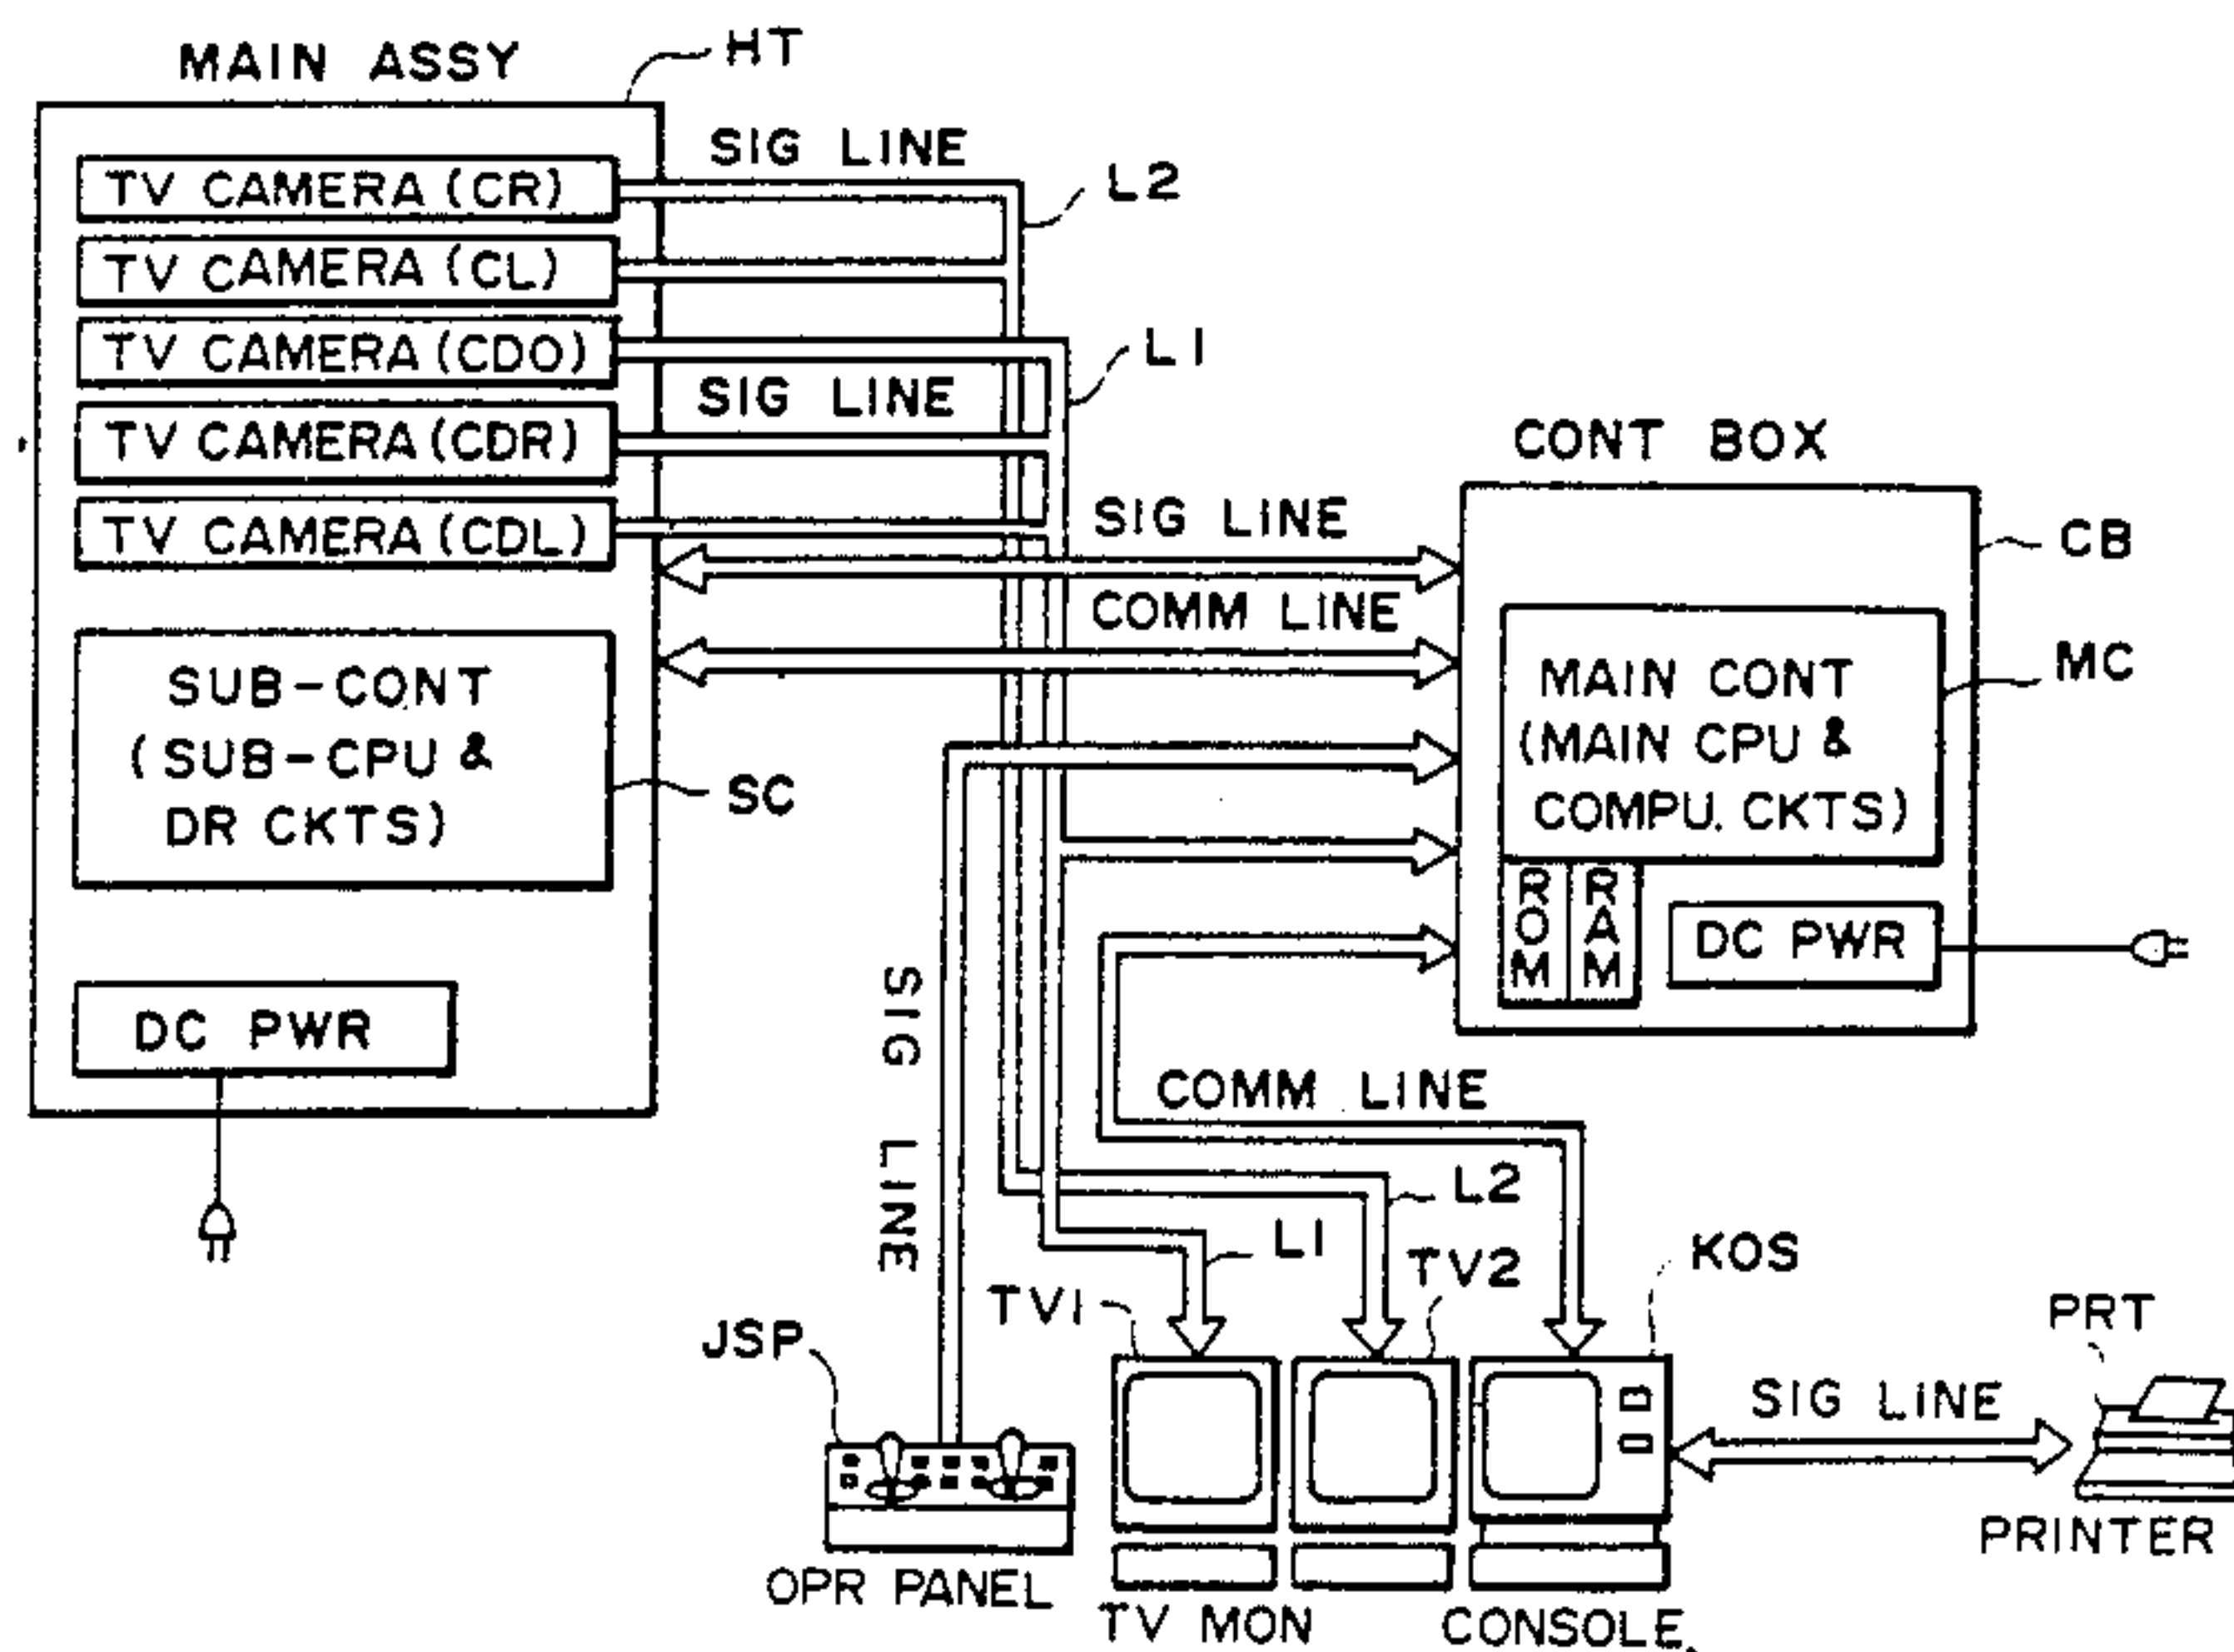 MAIN ASSY
HT
TV CAMERA (CR)
TV CAMERA (CL)
TV CAMERA (CDO)
TV CAMERA (CDR)
TV CAMERA (CDL)
SUB-CONT
(SUB-CPU &
DR CKTS)
SC
DC PWR
SIG LINE
L2
L1
SIG LINE
SIG LINE
COMM LINE
CONT BOX
CB
MAIN CONT
(MAIN CPU &
COMPU. CKTS)
MC
ROM
RAM
DC PWR
SIG LINE
COMM LINE
L2
L1
TV1
TV2
KOS
JSP
OPR PANEL
TV MON
CONSOLE
SIG LINE
PRT
PRINTER